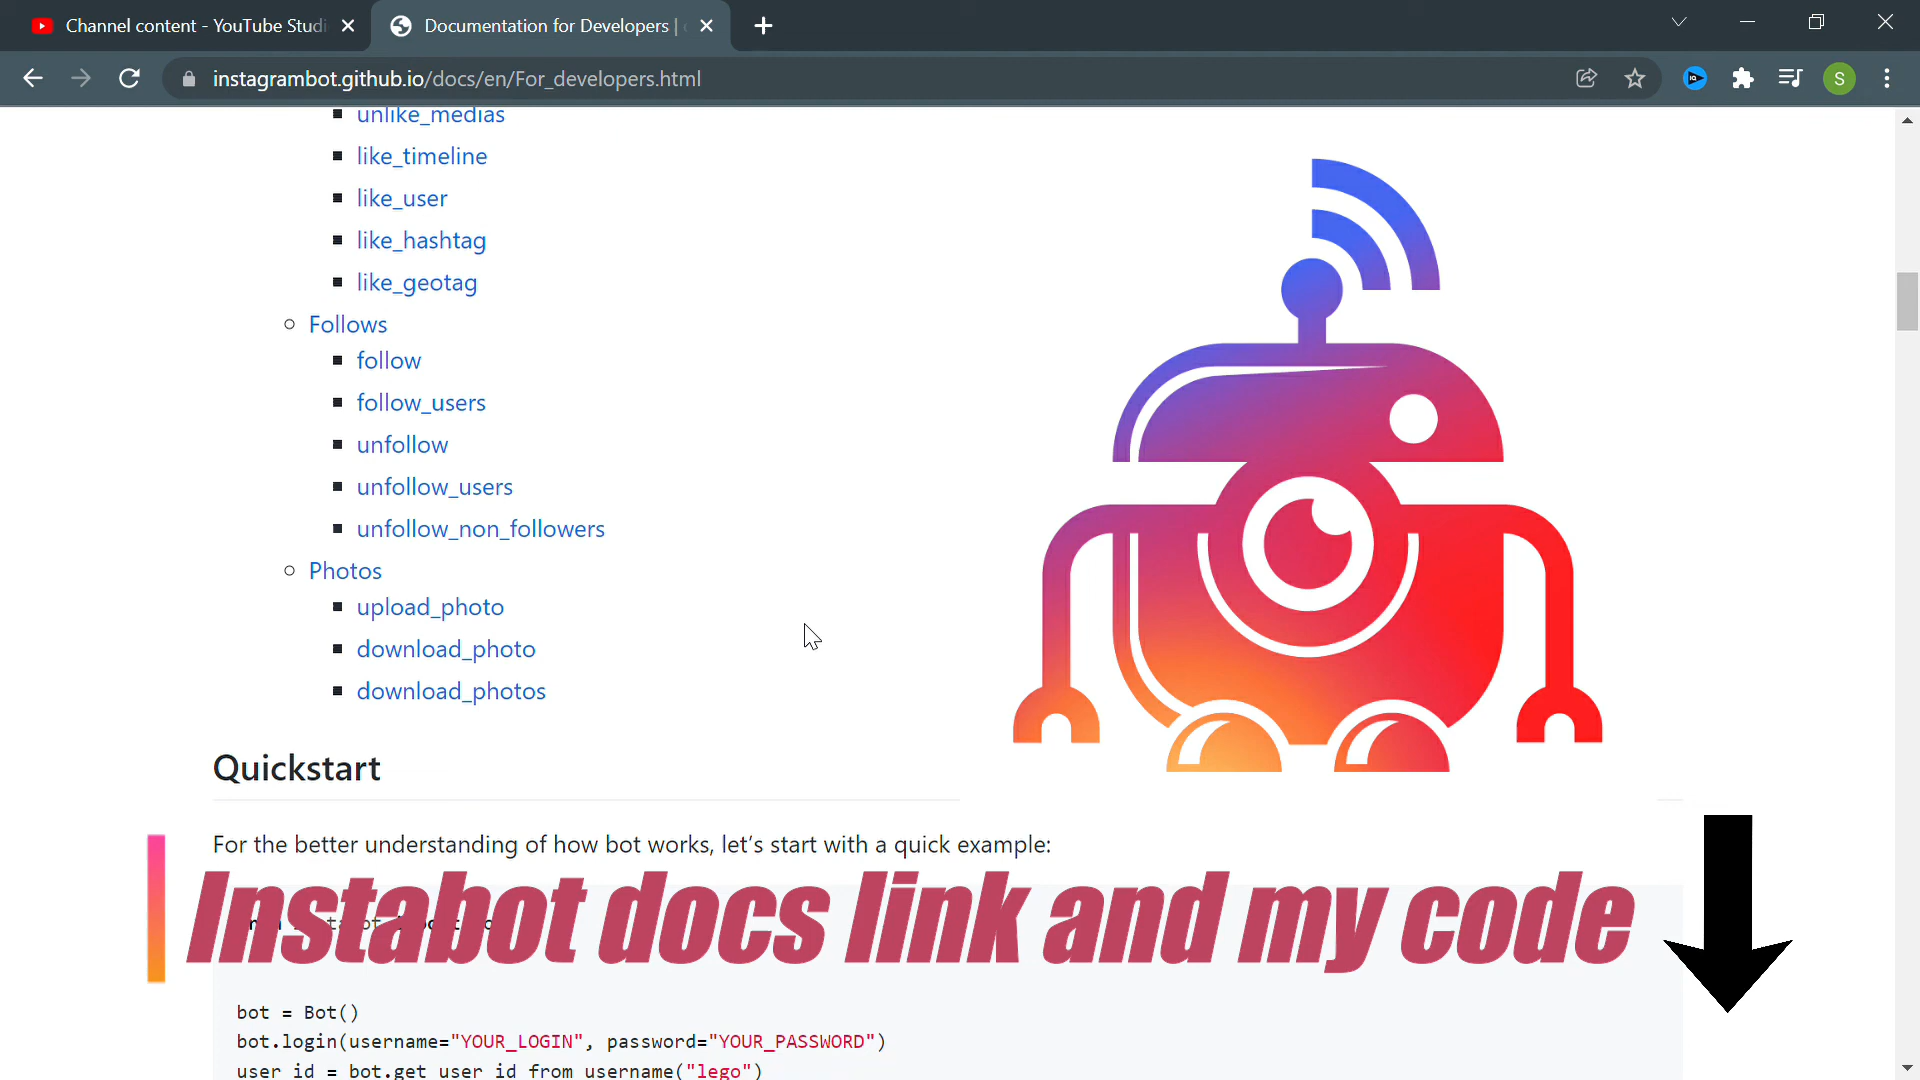 Channel content - YouTube Studi
Documentation for Developers |
instagrambot.github.io/docs/en/For_developers.html
S
unlike_medias
like_timeline
like_user
like_hashtag
like_geotag
Follows
follow
follow_users
unfollow
unfollow_users
unfollow_non_followers
Photos
upload_photo
download_photo
download_photos
Quickstart
For the better understanding of how bot works, let's start with a quick example:
Instabot docs link and my code
bot = Bot()
bot.login(username="YOUR_LOGIN", password="YOUR_PASSWORD")
user_id = bot.get_user_id_from_username("lego")